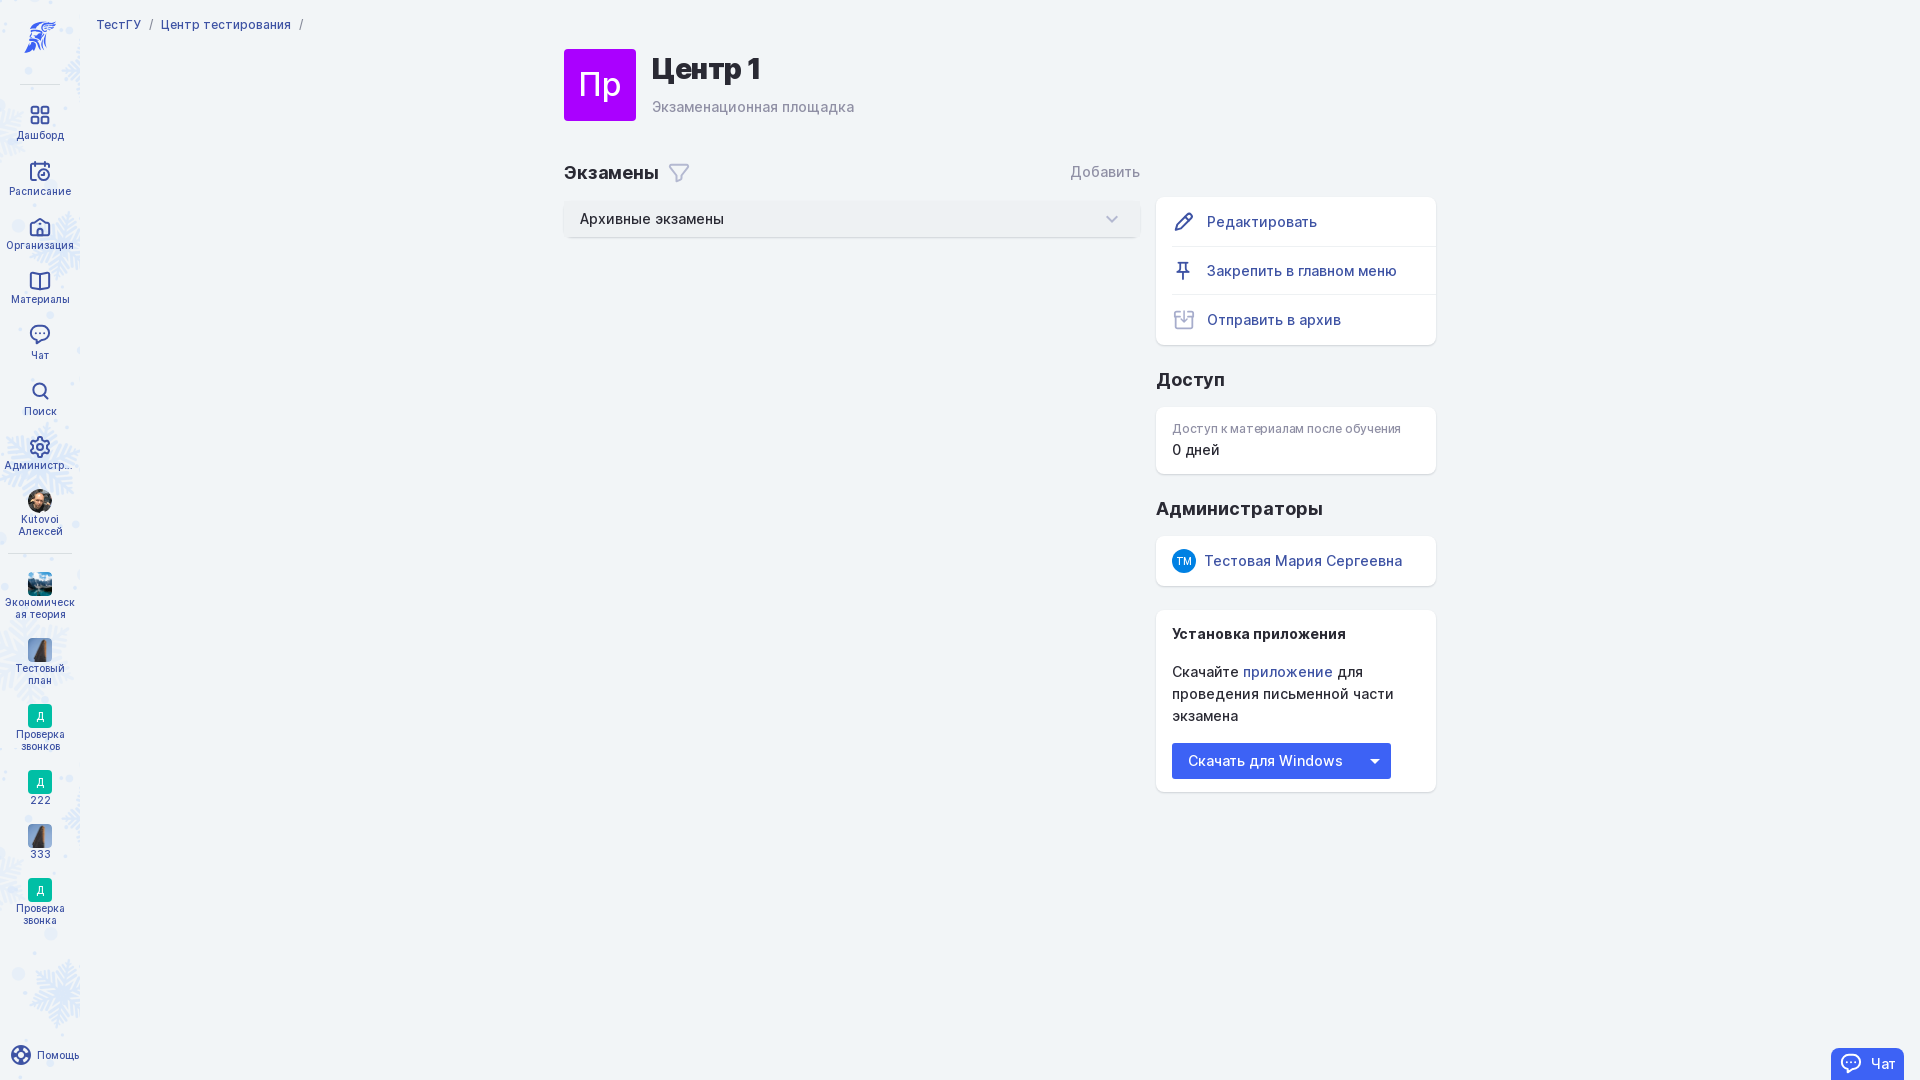 ТестГУ / Центр тестирования /
Дашборд
Расписание
Организация
Материалы
Чат
Поиск
Администр...
Kutovoi
Алексей
Экономическ
ая теория
Тестовый
план
Д
Проверка
звонков
Д
222
333
Д
Проверка
звонка
Помощь
Пр
Центр 1
Экзаменационная площадка
Экзамены
Добавить
Архивные экзамены
Редактировать
Закрепить в главном меню
Отправить в архив
Доступ
Доступ к материалам после обучения
0 дней
Администраторы
ТМ Тестовая Мария Сергеевна
Установка приложения
Скачайте приложение для
проведения письменной части
экзамена
Скачать для Windows
Чат